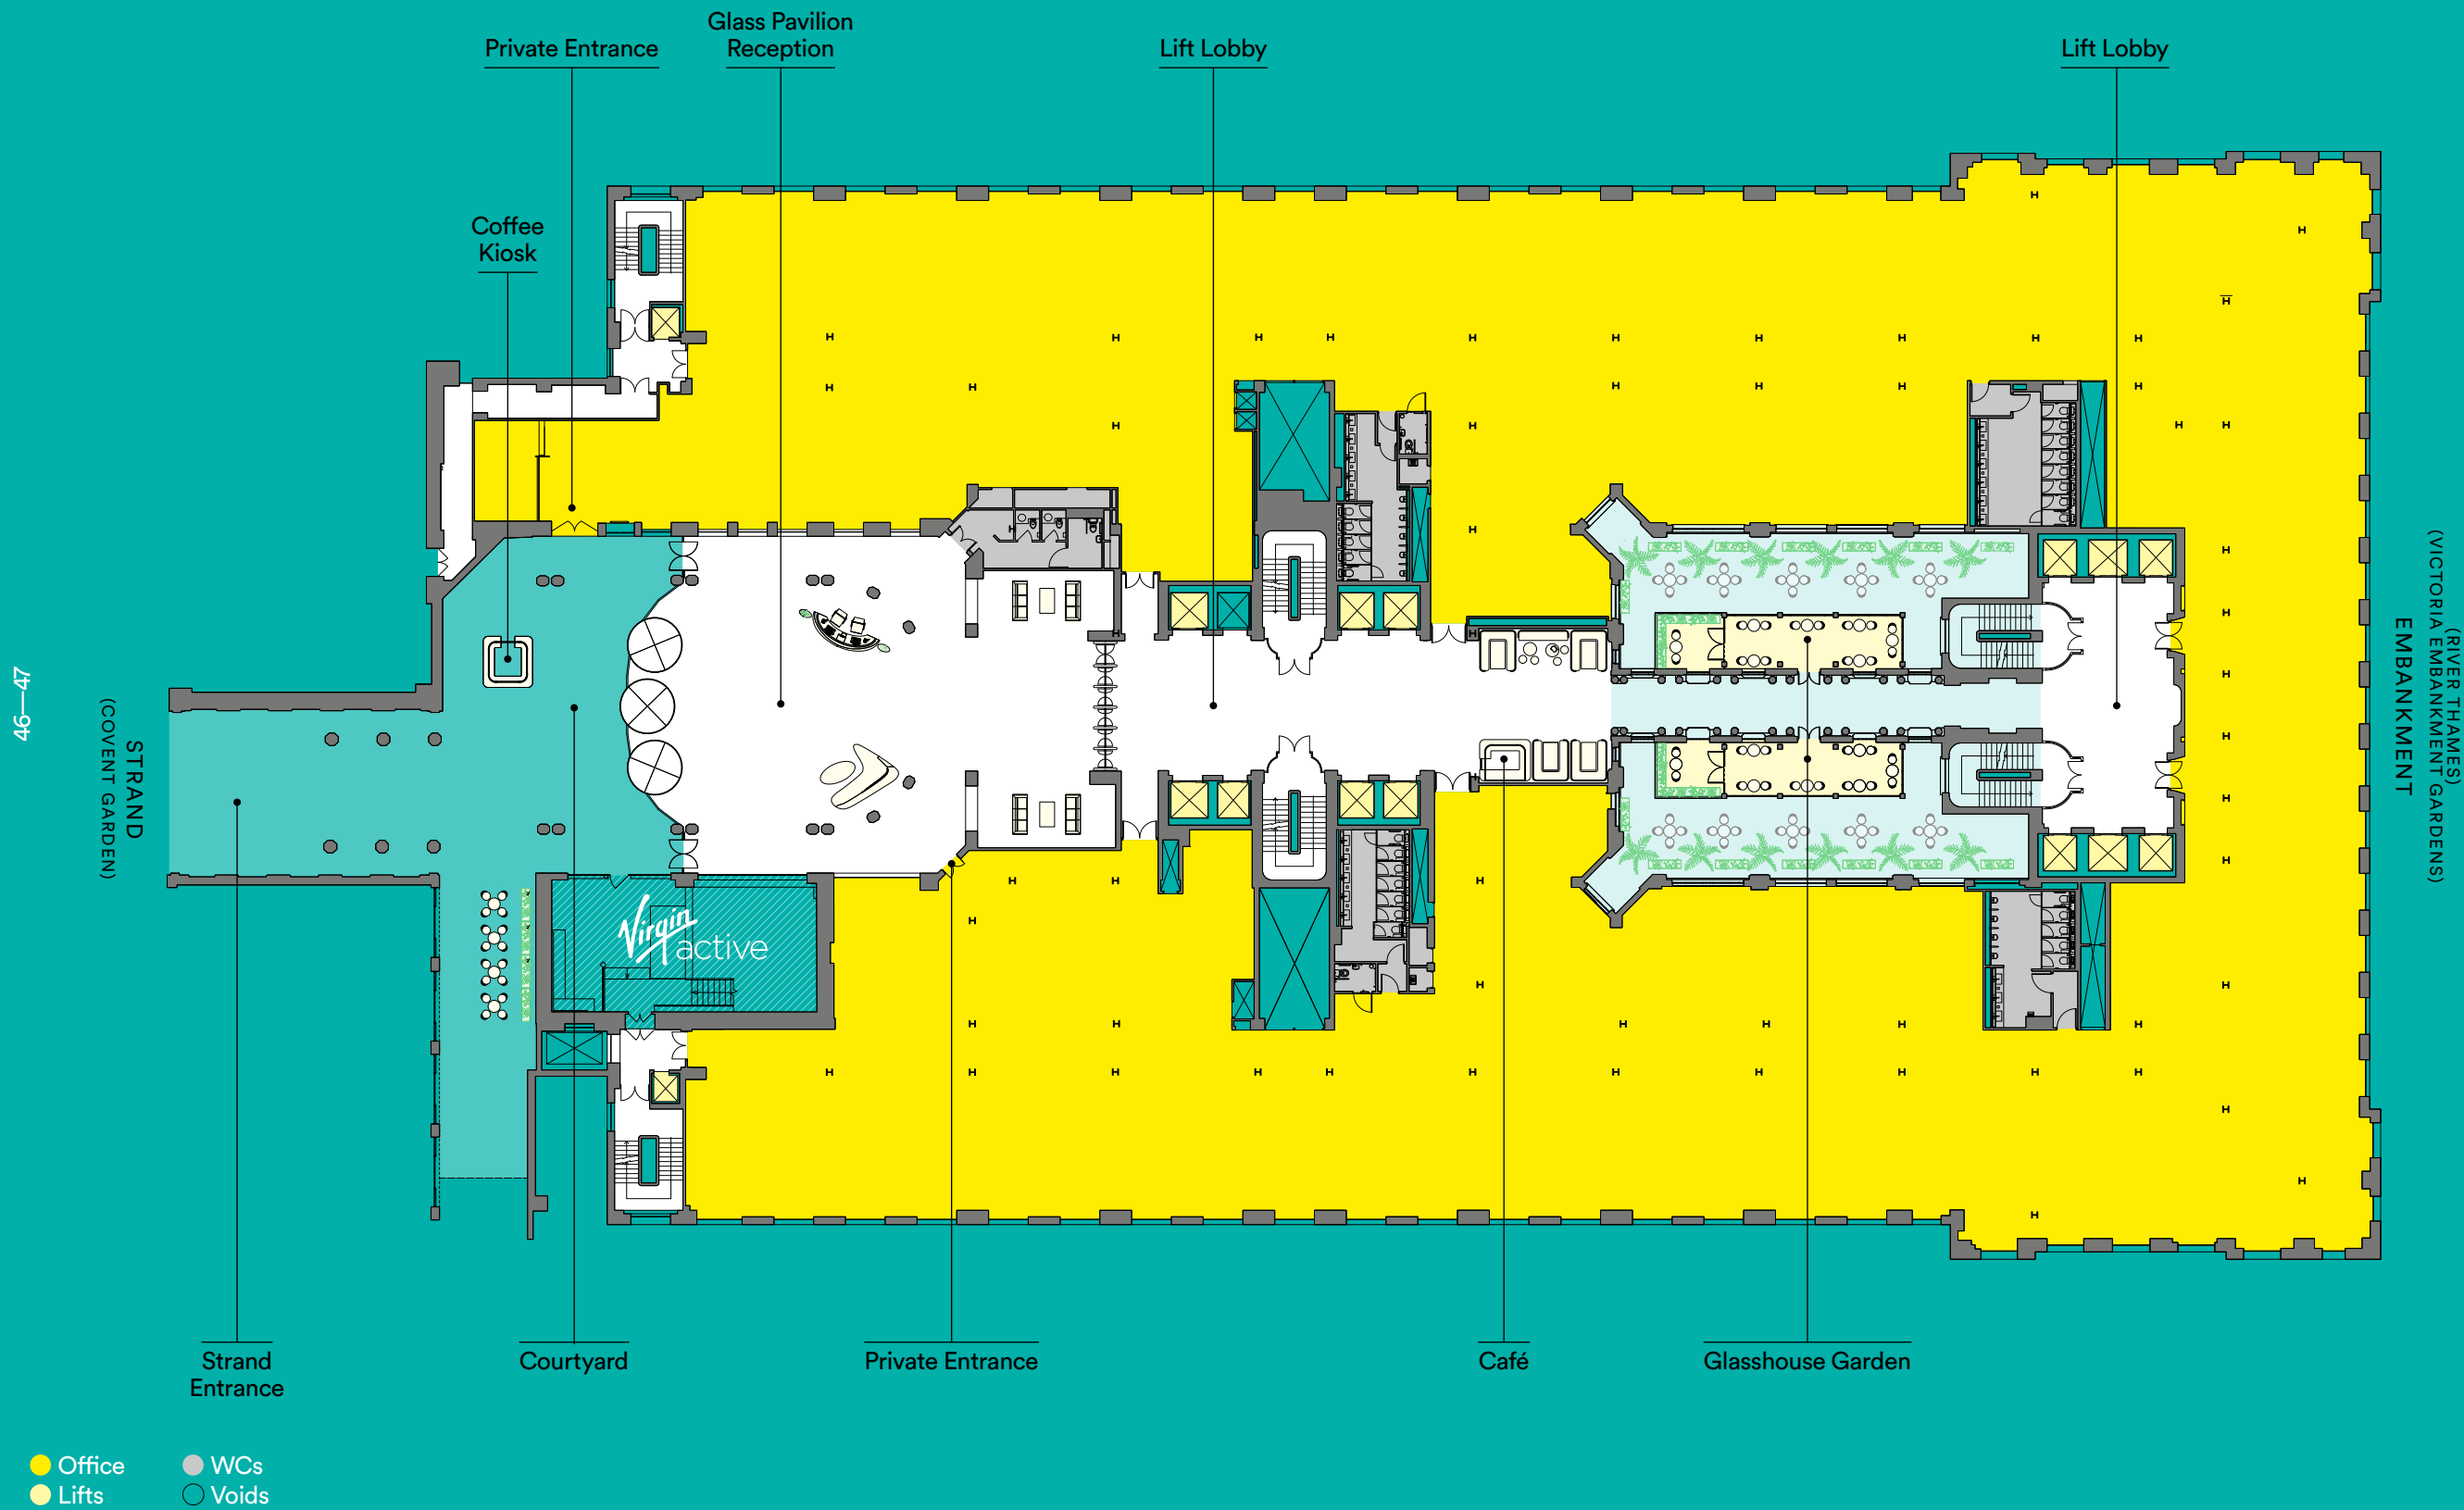 Glass Pavilion
Reception
Private Entrance
Lift Lobby
Lift Lobby
Coffee
Kiosk
46—47
STRAND
(COVENT GARDEN)
EMBANKMENT
(VICTORIA EMBANKMENT GARDENS)
(RIVER THAMES)
Virgin
active
Strand
Entrance
Courtyard
Private Entrance
Café
Glasshouse Garden
Office
WCs
Lifts
Voids